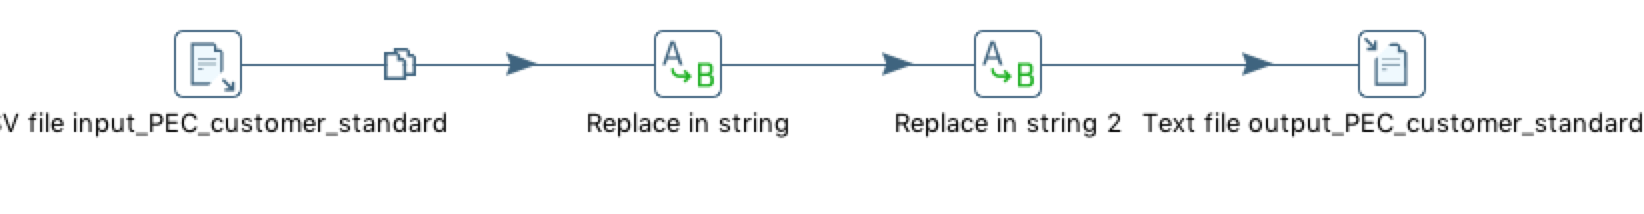 V file input_PEC_customer_standard
Replace in string
Replace in string 2
Text file output_PEC_customer_standard
A
B
A
B